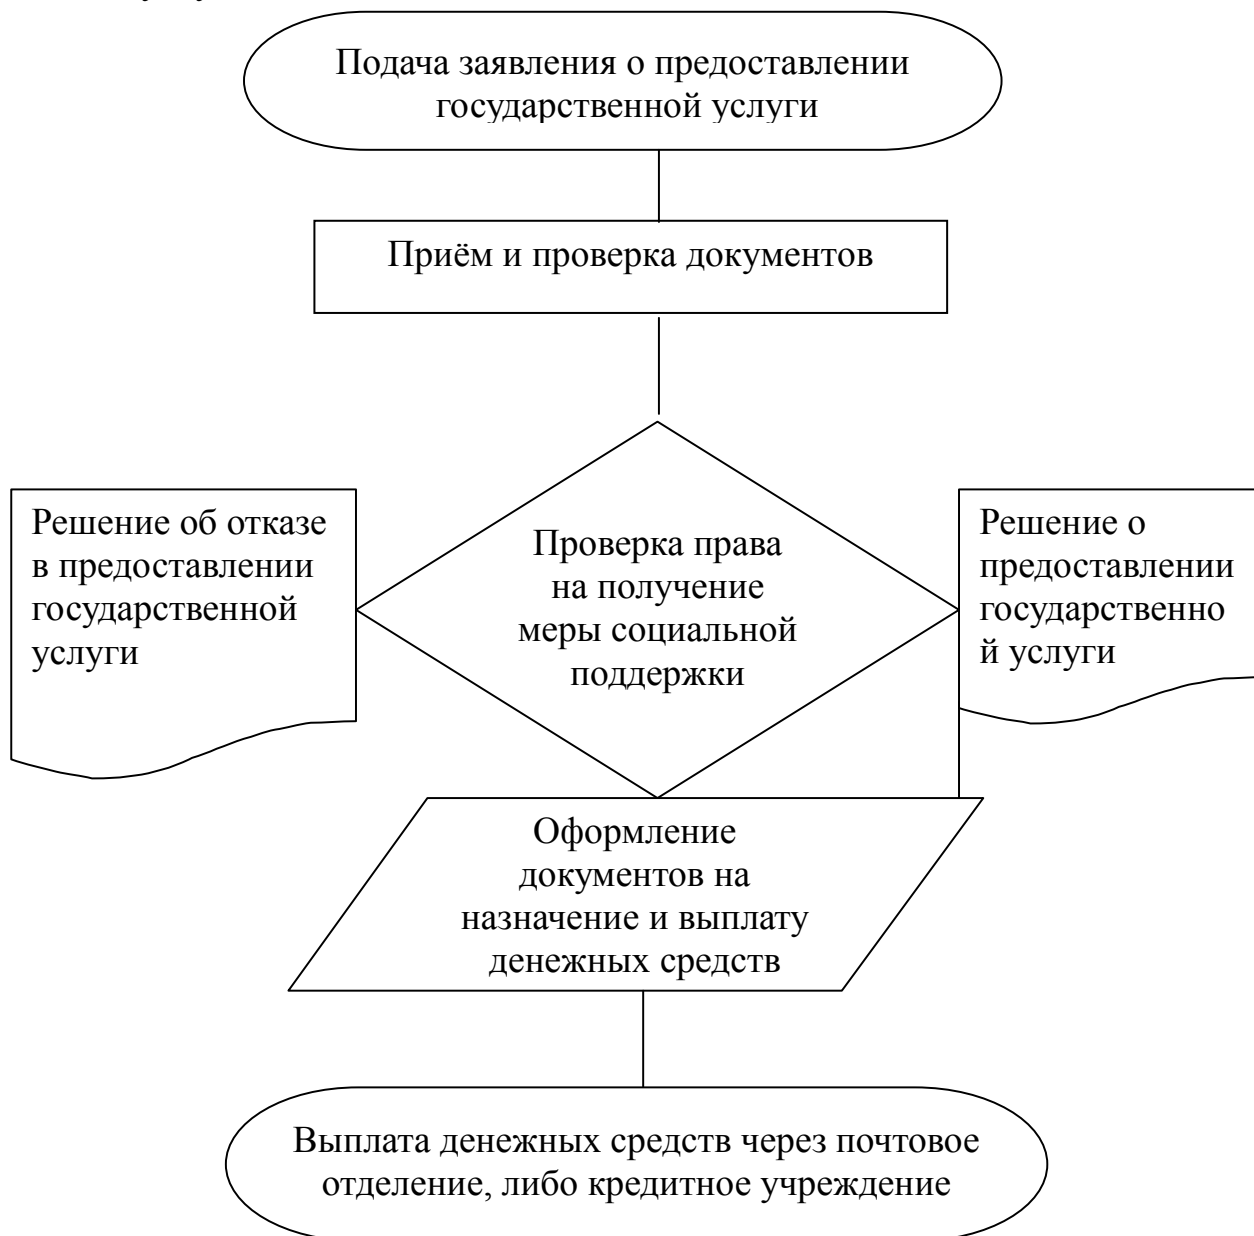 Подача заявления о предоставлении
государственной услуги
Приём и проверка документов
Решение об отказе
в предоставлении
государственной
услуги
Проверка права
на получение
меры социальной
поддержки
Решение о
предоставлении
государственно
й услуги
Оформление
документов на
назначение и выплату
денежных средств
Выплата денежных средств через почтовое
отделение, либо кредитное учреждение